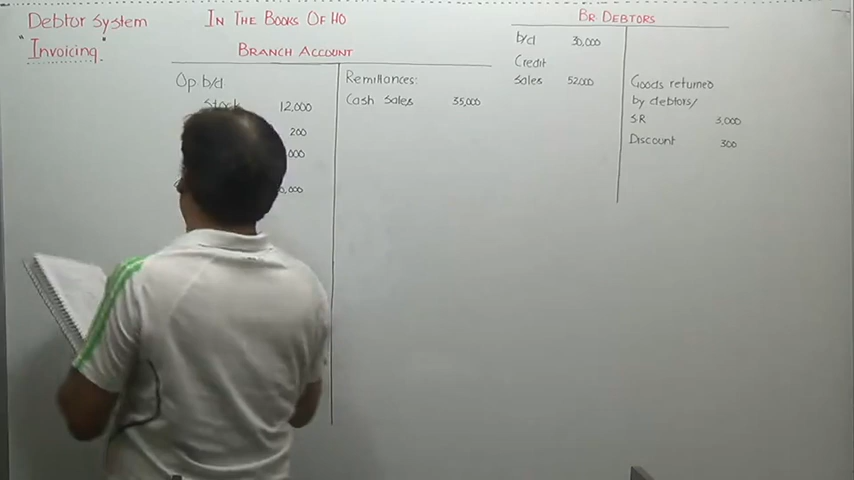 Debtor System
"Invoicing"
In The Books Of HO
Branch Account
Op b/d
Stock 12,000
200
000
0,000
Remittances:
Cash Sales 35,000
Br Debtors
b/d 30,000
Credit
Sales 52,000
Goods returned
by debtors/
SR 3,000
Discount 300